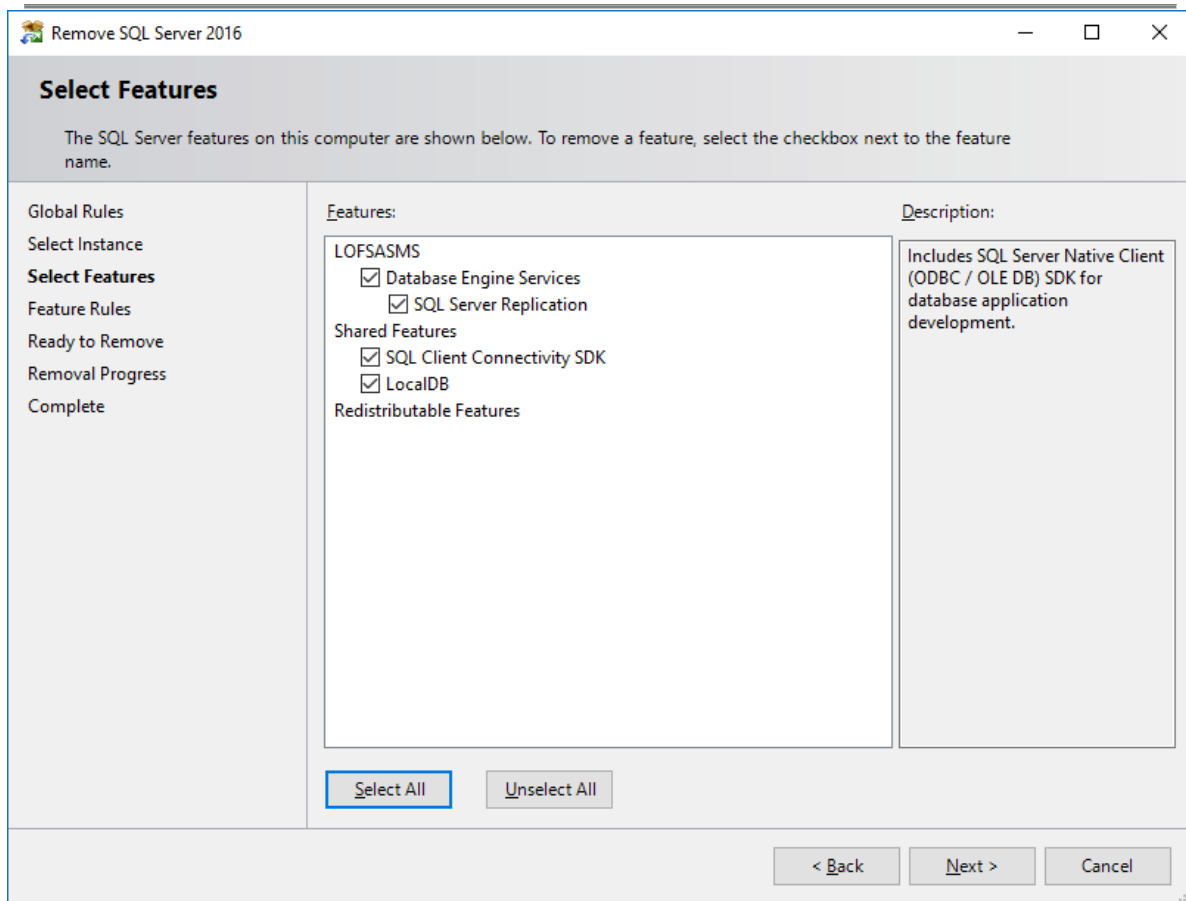 Remove SQL Server 2016
Select Features
The SQL Server features on this computer are shown below. To remove a feature, select the checkbox next to the feature
name.
Global Rules
Select Instance
Select Features
Feature Rules
Ready to Remove
Removal Progress
Complete
Features:
LOFSASMS
Database Engine Services
SQL Server Replication
Shared Features
SQL Client Connectivity SDK
LocalDB
Redistributable Features
Description:
Includes SQL Server Native Client
(ODBC / OLE DB) SDK for
database application
development.
Select All
Unselect All
< Back
Next >
Cancel